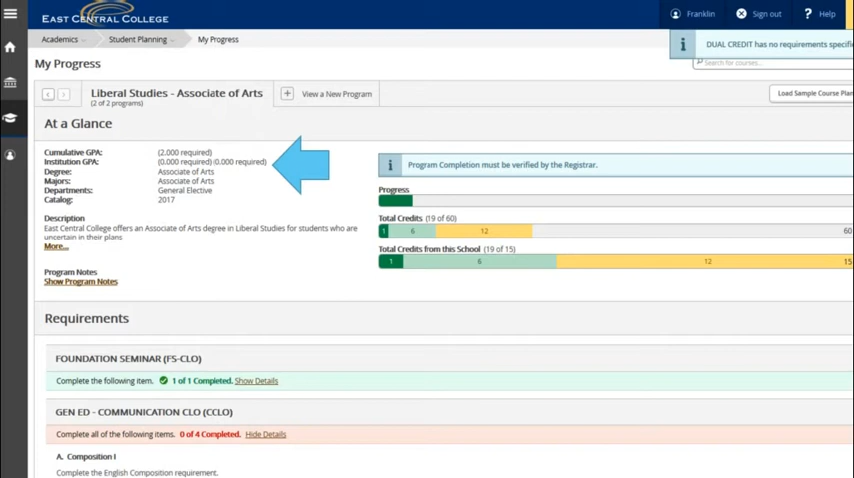 EAST CENTRAL COLLEGE
Franklin
Sign out
? Help
Academics
Student Planning
My Progress
i DUAL CREDIT has no requirements specifie
My Progress
Search for courses...
< > Liberal Studies - Associate of Arts
(2 of 2 programs)
+ View a New Program
Load Sample Course Plan
At a Glance
Cumulative GPA: (2.000 required)
Institution GPA: (0.000 required) (0.000 required)
Degree: Associate of Arts
Majors: Associate of Arts
Departments: General Elective
Catalog: 2017
Description
East Central College offers an Associate of Arts degree in Liberal Studies for students who are
uncertain in their plans
More...
Program Notes
Show Program Notes
i Program Completion must be verified by the Registrar.
Progress
Total Credits (19 of 60)
1 6 12 60
Total Credits from this School (19 of 15)
1 6 12 15
Requirements
FOUNDATION SEMINAR (FS-CLO)
Complete the following item. 1 of 1 Completed. Show Details
GEN ED - COMMUNICATION CLO (CCLO)
Complete all of the following items. 0 of 4 Completed. Hide Details
A. Composition I
Complete the English Composition requirement.